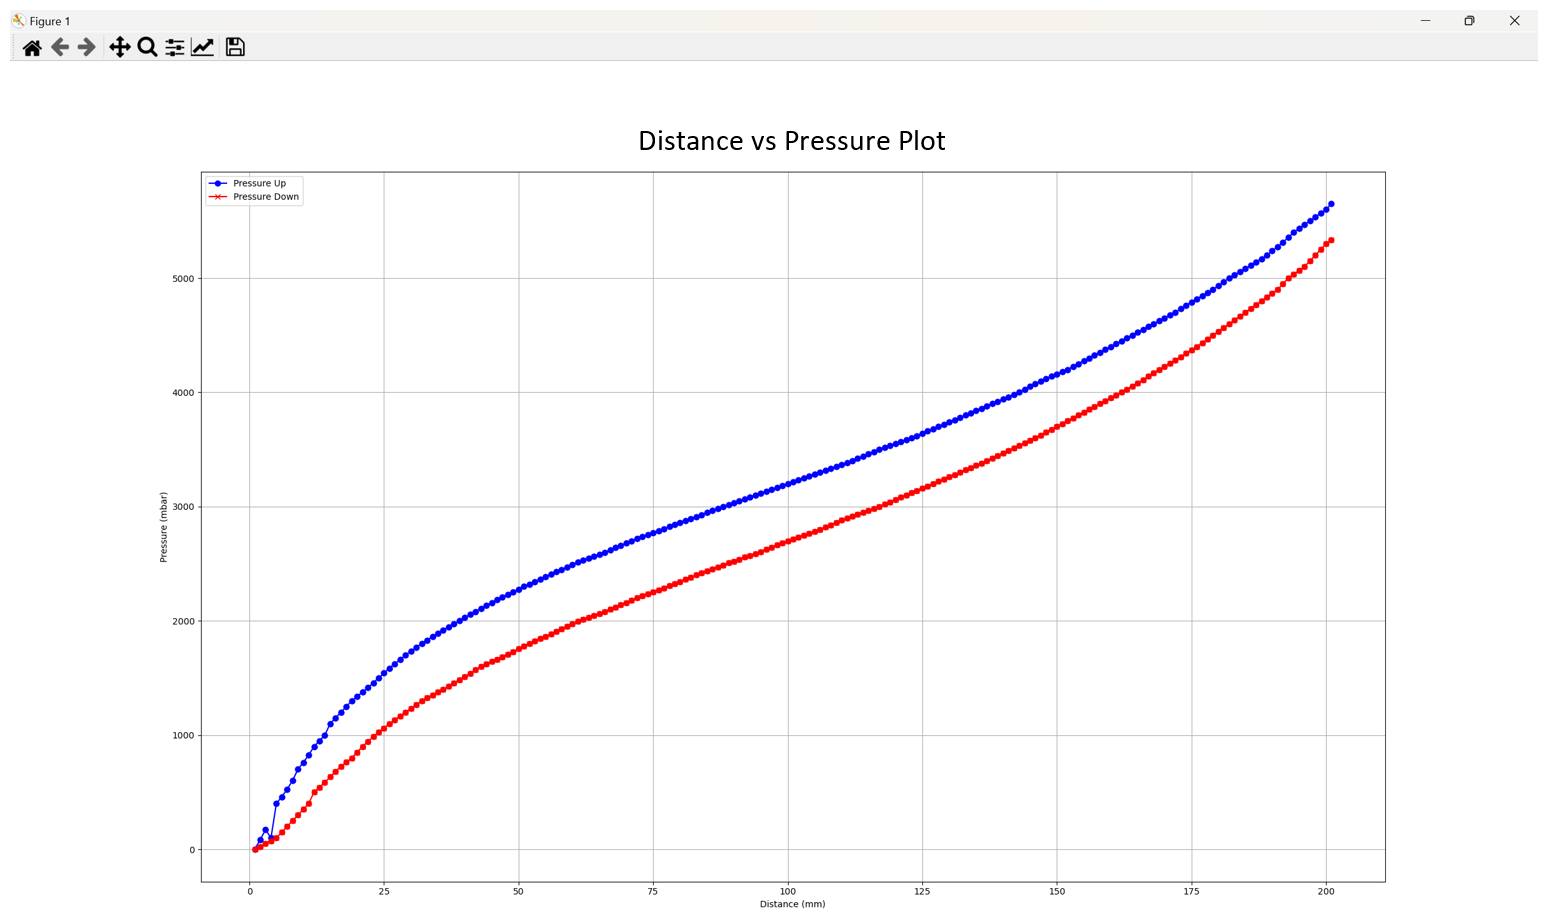 Figure 1
Distance vs Pressure Plot
Pressure Up
Pressure Down
5000
4000
3000
2000
1000
0
Pressure (mbar)
0 25 50 75 100 125 150 175 200
Distance (mm)